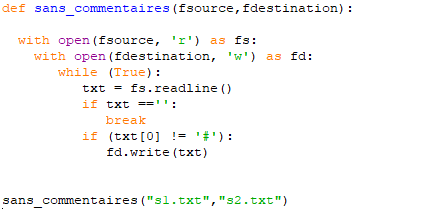 def sans_commentaires(fsource,fdestination):
with open(fsource, 'r') as fs:
with open(fdestination, 'w') as fd:
while (True):
txt = fs.readline()
if txt =='':
break
if (txt[0] != '#'):
fd.write(txt)
sans_commentaires("s1.txt","s2.txt")